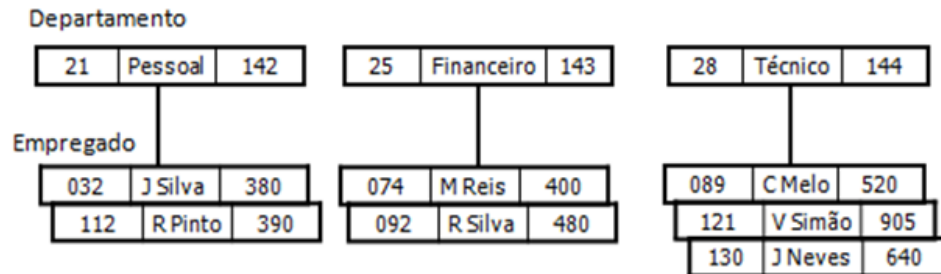 Departamento
21 Pessoal 142 25 Financeiro 143 28 Técnico 144
Empregado
032 J Silva 380 074 M Reis 400 089 C Melo 520
112 R Pinto 390 092 R Silva 480 121 V Simão 905
130 J Neves 640